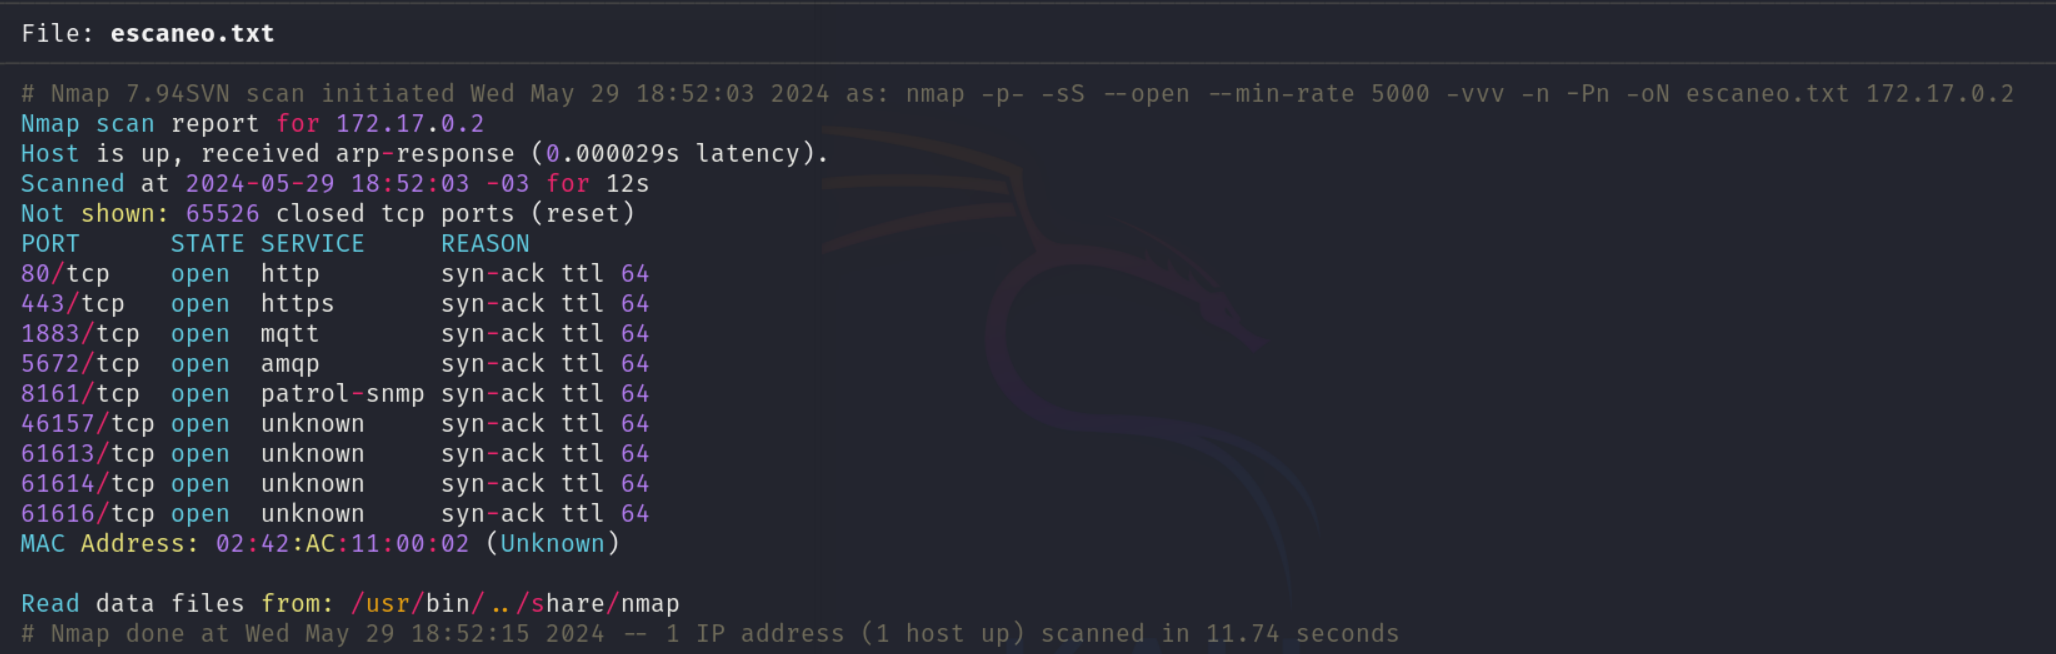 File: escaneo.txt
# Nmap 7.94SVN scan initiated Wed May 29 18:52:03 2024 as: nmap -p- -sS --open --min-rate 5000 -vvv -n -Pn -oN escaneo.txt 172.17.0.2
Nmap scan report for 172.17.0.2
Host is up, received arp-response (0.000029s latency).
Scanned at 2024-05-29 18:52:03 -03 for 12s
Not shown: 65526 closed tcp ports (reset)
PORT      STATE SERVICE     REASON
80/tcp    open  http        syn-ack ttl 64
443/tcp   open  https       syn-ack ttl 64
1883/tcp  open  mqtt        syn-ack ttl 64
5672/tcp  open  amqp        syn-ack ttl 64
8161/tcp  open  patrol-snmp syn-ack ttl 64
46157/tcp open  unknown     syn-ack ttl 64
61613/tcp open  unknown     syn-ack ttl 64
61614/tcp open  unknown     syn-ack ttl 64
61616/tcp open  unknown     syn-ack ttl 64
MAC Address: 02:42:AC:11:00:02 (Unknown)
Read data files from: /usr/bin/../share/nmap
# Nmap done at Wed May 29 18:52:15 2024 -- 1 IP address (1 host up) scanned in 11.74 seconds